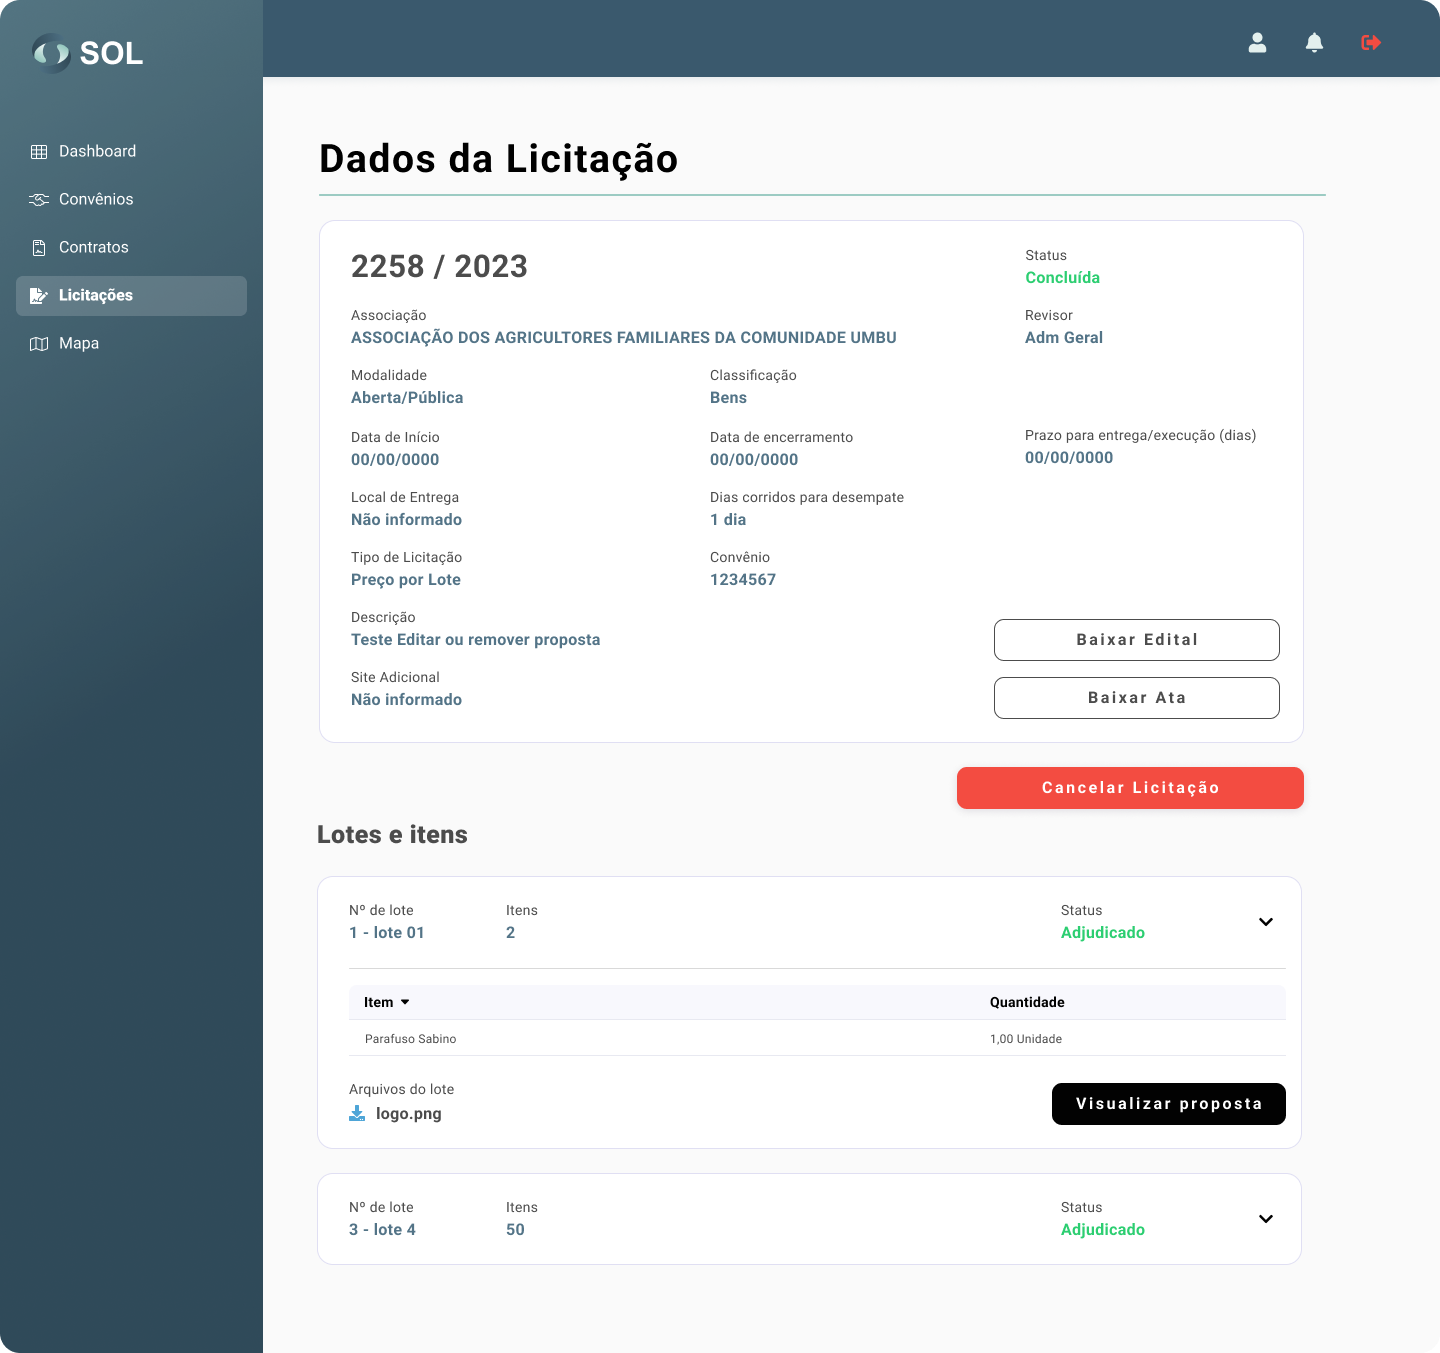 SOL
Dashboard
Convênios
Contratos
Licitações
Mapa
Dados da Licitação
2258 / 2023
Status
Concluída
Associação
ASSOCIAÇÃO DOS AGRICULTORES FAMILIARES DA COMUNIDADE UMBU
Revisor
Adm Geral
Modalidade
Aberta/Pública
Classificação
Bens
Data de Início
00/00/0000
Data de encerramento
00/00/0000
Prazo para entrega/execução (dias)
00/00/0000
Local de Entrega
Não informado
Dias corridos para desempate
1 dia
Tipo de Licitação
Preço por Lote
Convênio
1234567
Descrição
Teste Editar ou remover proposta
Site Adicional
Não informado
Baixar Edital
Baixar Ata
Cancelar Licitação
Lotes e itens
Nº de lote
1 - lote 01
Itens
2
Status
Adjudicado
Item
Quantidade
Parafuso Sabino
1,00 Unidade
Arquivos do lote
logo.png
Visualizar proposta
Nº de lote
3 - lote 4
Itens
50
Status
Adjudicado